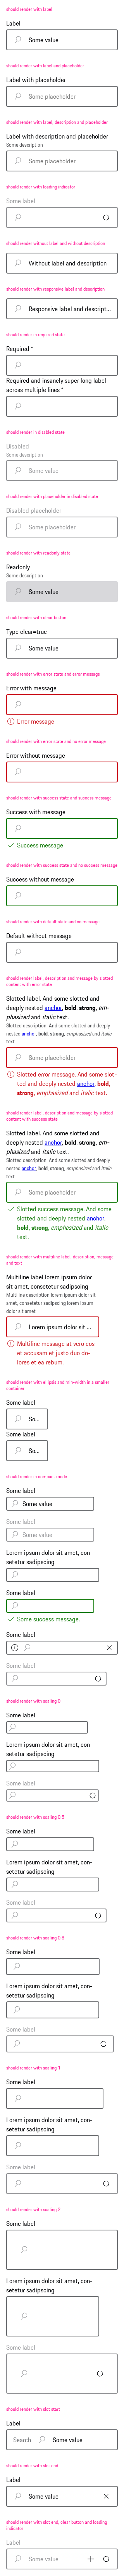 should render with label
Label
Some value
should render with label and placeholder
Label with placeholder
Some placeholder
should render with label, description and placeholder
Label with description and placeholder
Some description
Some placeholder
should render with loading indicator
Some label
should render without label and without description
Without label and description
should render with responsive label and description
Responsive label and descript...
should render in required state
Required *
Required and insanely super long label
across multiple lines *
should render in disabled state
Disabled
Some description
Some value
should render with placeholder in disabled state
Disabled placeholder
Some placeholder
should render with readonly state
Readonly
Some description
Some value
should render with clear button
Type clear=true
Some value
should render with error state and error message
Error with message
Error message
should render with error state and no error message
Error without message
should render with success state and success message
Success with message
Success message
should render with success state and no success message
Success without message
should render with default state and no message
Default without message
should render label, description and message by slotted
content with error state
Slotted label. And some slotted and
deeply nested anchor, bold, strong, em-
phasized and italic text.
Slotted description. And some slotted and deeply
nested anchor, bold, strong, emphasized and italic
text.
Some placeholder
Slotted error message. And some slot-
ted and deeply nested anchor, bold,
strong, emphasized and italic text.
should render label, description and message by slotted
content with success state
Slotted label. And some slotted and
deeply nested anchor, bold, strong, em-
phasized and italic text.
Slotted description. And some slotted and deeply
nested anchor, bold, strong, emphasized and italic
text.
Some placeholder
Slotted success message. And some
slotted and deeply nested anchor,
bold, strong, emphasized and italic
text.
should render with multiline label, description, message
and text
Multiline label lorem ipsum dolor
sit amet, consetetur sadipscing
Multiline description lorem ipsum dolor sit
amet, consetetur sadipscing lorem ipsum
dolor sit amet
Lorem ipsum dolor sit ...
Multiline message at vero eos
et accusam et justo duo do-
lores et ea rebum.
should render with ellipsis and min-width in a smaller
container
Some label
So...
Some label
So...
should render in compact mode
Some label
Some value
Some label
Some value
Lorem ipsum dolor sit amet, con-
setetur sadipscing
Some label
Some success message.
Some label
Some label
should render with scaling 0
Some label
Lorem ipsum dolor sit amet, con-
setetur sadipscing
Some label
should render with scaling 0.5
Some label
Lorem ipsum dolor sit amet, con-
setetur sadipscing
Some label
should render with scaling 0.8
Some label
Lorem ipsum dolor sit amet, con-
setetur sadipscing
Some label
should render with scaling 1
Some label
Lorem ipsum dolor sit amet, con-
setetur sadipscing
Some label
should render with scaling 2
Some label
Lorem ipsum dolor sit amet, con-
setetur sadipscing
Some label
should render with slot start
Label
Search
Some value
should render with slot end
Label
Some value
should render with slot end, clear button and loading
indicator
Label
Some value